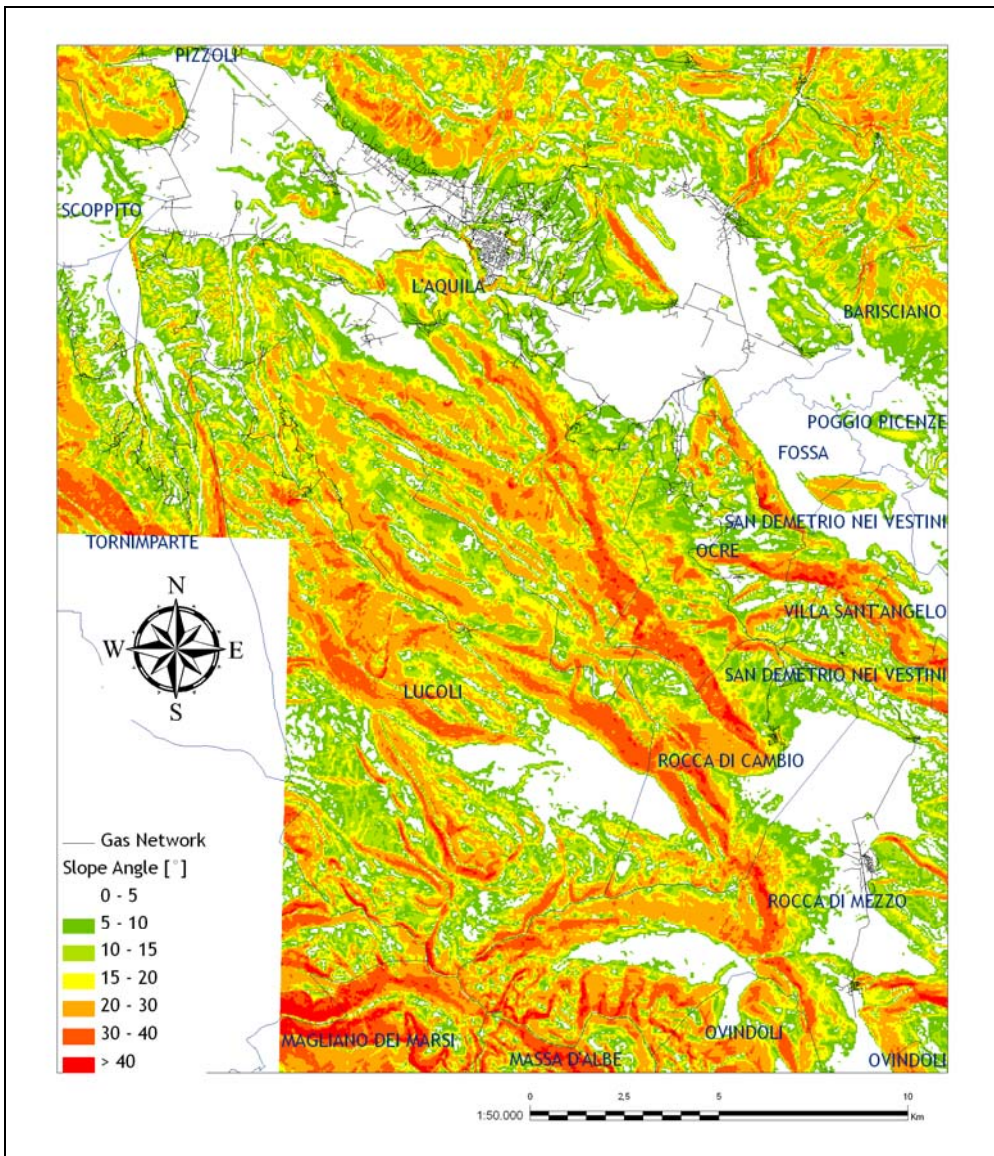 PIZZOLI
SCOPPITO
L'AQUILA
BARISCIANO
POGGIO PICENZE
FOSSA
SAN DEMETRIO NEI VESTINI
TORNIMPARTE
OCRE
N
W E
S
VILLA SANT'ANGELO
SAN DEMETRIO NEI VESTINI
LUCOLI
ROCCA DI CAMBIO
Gas Network
Slope Angle [°]
0 - 5
5 - 10
10 - 15
15 - 20
20 - 30
30 - 40
> 40
ROCCA DI MEZZO
MAGLIANO DEI MARSI
OVINDOLI
MASSA D'ALBE
OVINDOLI
0 2,5 5 10
1:50.000
Km